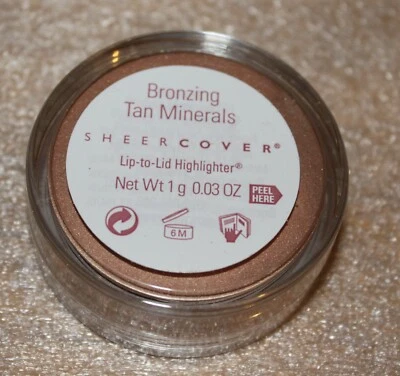 Bronzing
Tan Minerals
SHEERCOVER®
Lip-to-Lid Highlighter®
Net Wt 1 g 0.03 OZ
PEEL
HERE
6M